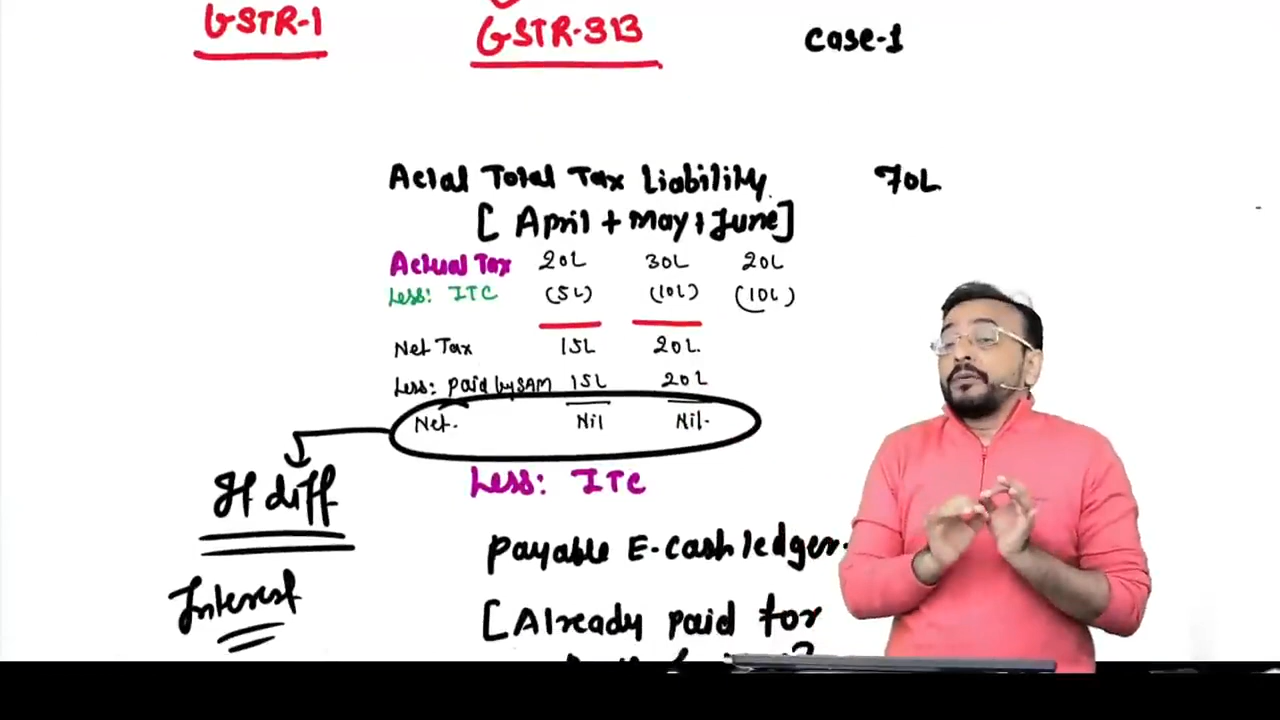 GSTR-1 GSTR-3B Case-1
Actal Total Tax Liability 70L
[April + May + June]
Actual Tax 20L 30L 20L
Less: ITC (5L) (10L) (10L)
Net Tax 15L 20L.
Less: paid by SAM 15L 20L
Net. Nil Nil.
If diff
Less: ITC
Interest
Payable E-cash ledger.
[Already paid for